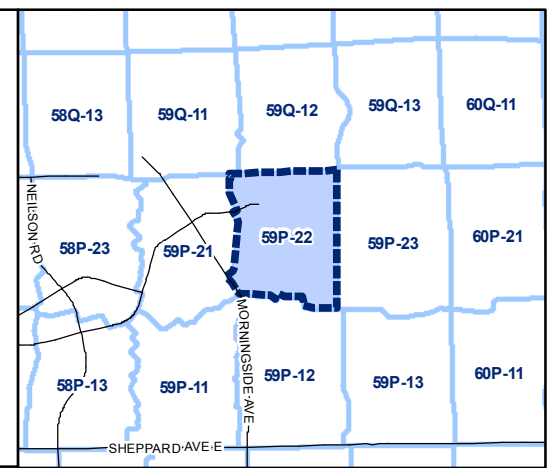 58Q-13
59Q-11
59Q-12
59Q-13
60Q-11
NEILSON RD
58P-23
59P-21
59P-22
59P-23
60P-21
MORNINGSIDE AVE
58P-13
59P-11
59P-12
59P-13
60P-11
SHEPPARD AVE E